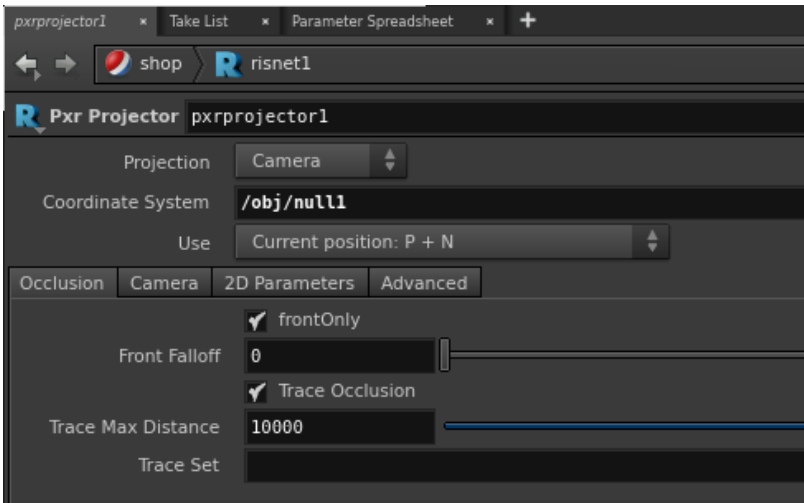 pxrprojector1 × Take List × Parameter Spreadsheet × +
shop risnet1
R Pxr Projector pxrprojector1
Projection Camera
Coordinate System /obj/null1
Use Current position: P + N
Occlusion Camera 2D Parameters Advanced
frontOnly
Front Falloff 0
Trace Occlusion
Trace Max Distance 10000
Trace Set